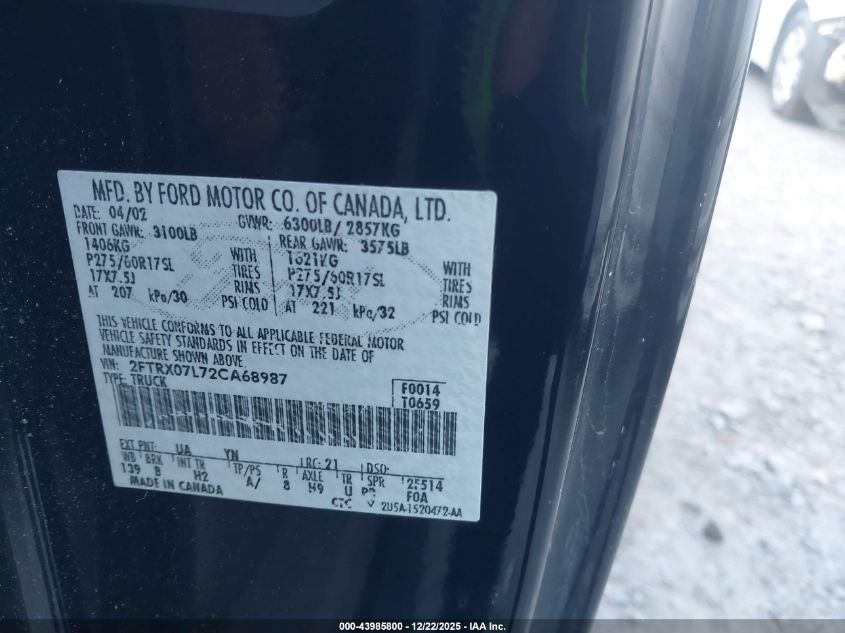 MFD. BY FORD MOTOR CO. OF CANADA, LTD.
DATE: 04/02 GVWR: 6300LB/ 2857KG
FRONT GAWR: 3100LB REAR GAWR: 3575LB
1406KG WITH 1621KG WITH
P275/60R17SL TIRES P275/60R17SL TIRES
17X7.5J RIMS 17X7.5J RIMS
AT 207 kPa/30 PSI COLD AT 221 kPa/32 PSI COLD
THIS VEHICLE CONFORMS TO ALL APPLICABLE FEDERAL MOTOR
VEHICLE SAFETY STANDARDS IN EFFECT ON THE DATE OF
MANUFACTURE SHOWN ABOVE.
VIN: 2FTRX07L72CA68987 F0014
TYPE: TRUCK T0659
EXT PNT: UA YN RC: 21 DSO:
WB BRK INT TR TP/PS R AXLE TR SPR 2F514
139 B H2 A/ 8 H9 U F0A
MADE IN CANADA 2U5A-1520472-AA
000-43985800 - 12/22/2025 - IAA Inc.